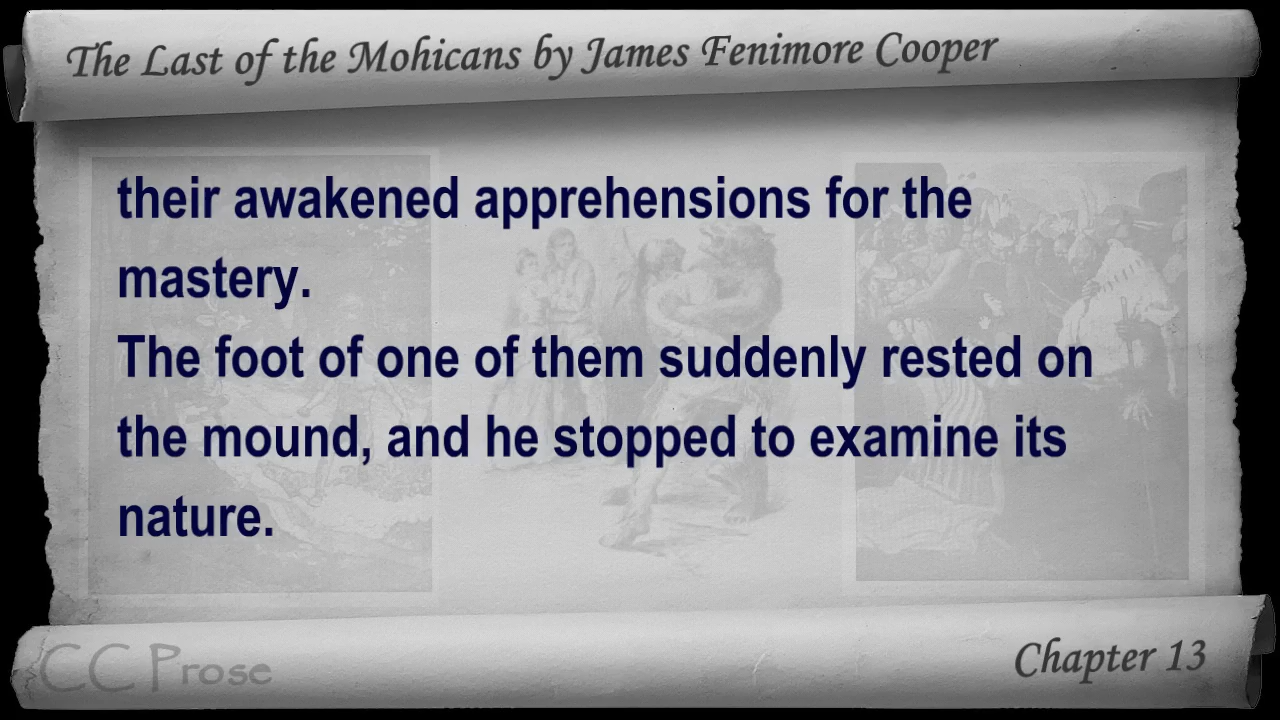 The Last of the Mohicans by James Fenimore Cooper
their awakened apprehensions for the
mastery.
The foot of one of them suddenly rested on
the mound, and he stopped to examine its
nature.
CC Prose
Chapter 13